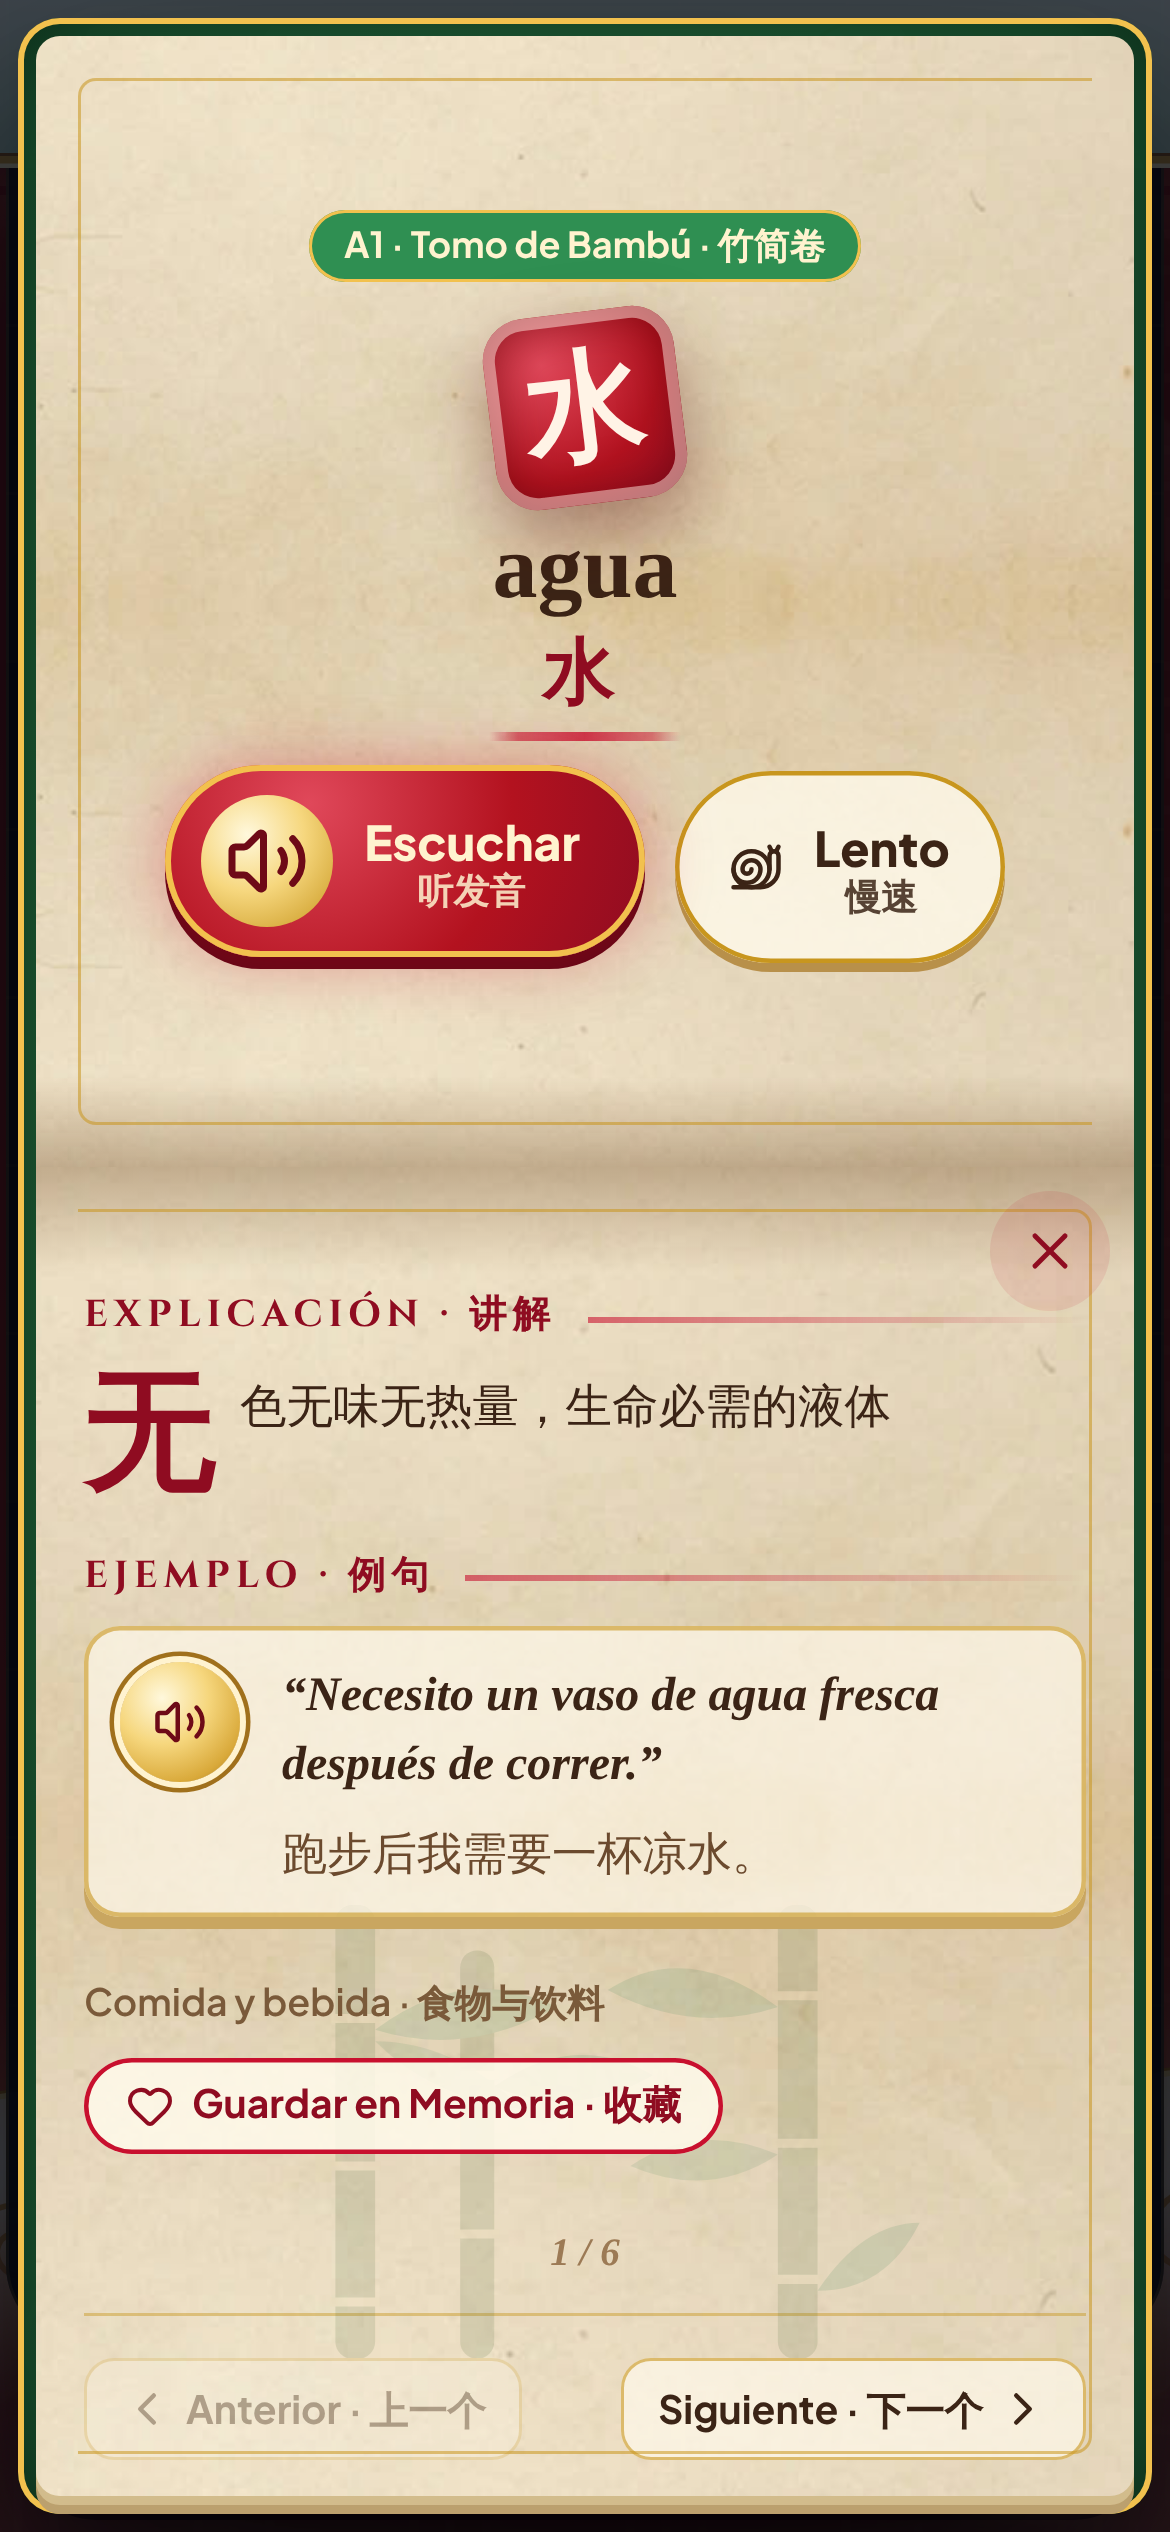 A1 · Tomo de Bambú · 竹简卷
水
agua
水
Escuchar
听发音
Lento
慢速
EXPLICACIÓN · 讲解
无色无味无热量，生命必需的液体
EJEMPLO · 例句
“Necesito un vaso de agua fresca
después de correr.”
跑步后我需要一杯凉水。
Comida y bebida · 食物与饮料
Guardar en Memoria · 收藏
1 / 6
Anterior · 上一个
Siguiente · 下一个